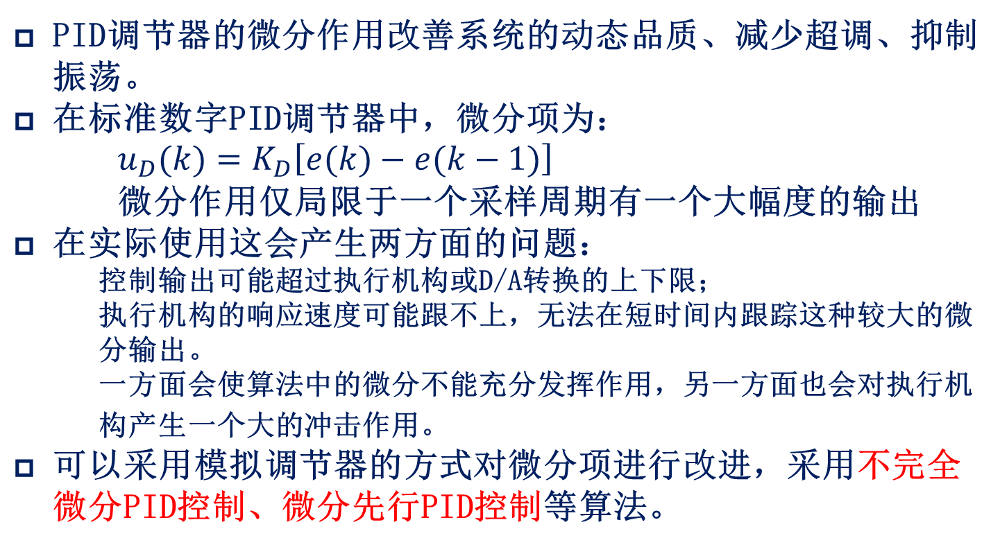 PID调节器的微分作用改善系统的动态品质、减少超调、抑制
振荡。
在标准数字PID调节器中，微分项为：
u_D(k) = K_D[e(k) − e(k − 1)]
微分作用仅局限于一个采样周期有一个大幅度的输出
在实际使用这会产生两方面的问题：
控制输出可能超过执行机构或D/A转换的上下限；
执行机构的响应速度可能跟不上，无法在短时间内跟踪这种较大的微
分输出。
一方面会使算法中的微分不能充分发挥作用，另一方面也会对执行机
构产生一个大的冲击作用。
可以采用模拟调节器的方式对微分项进行改进，采用不完全
微分PID控制、微分先行PID控制等算法。